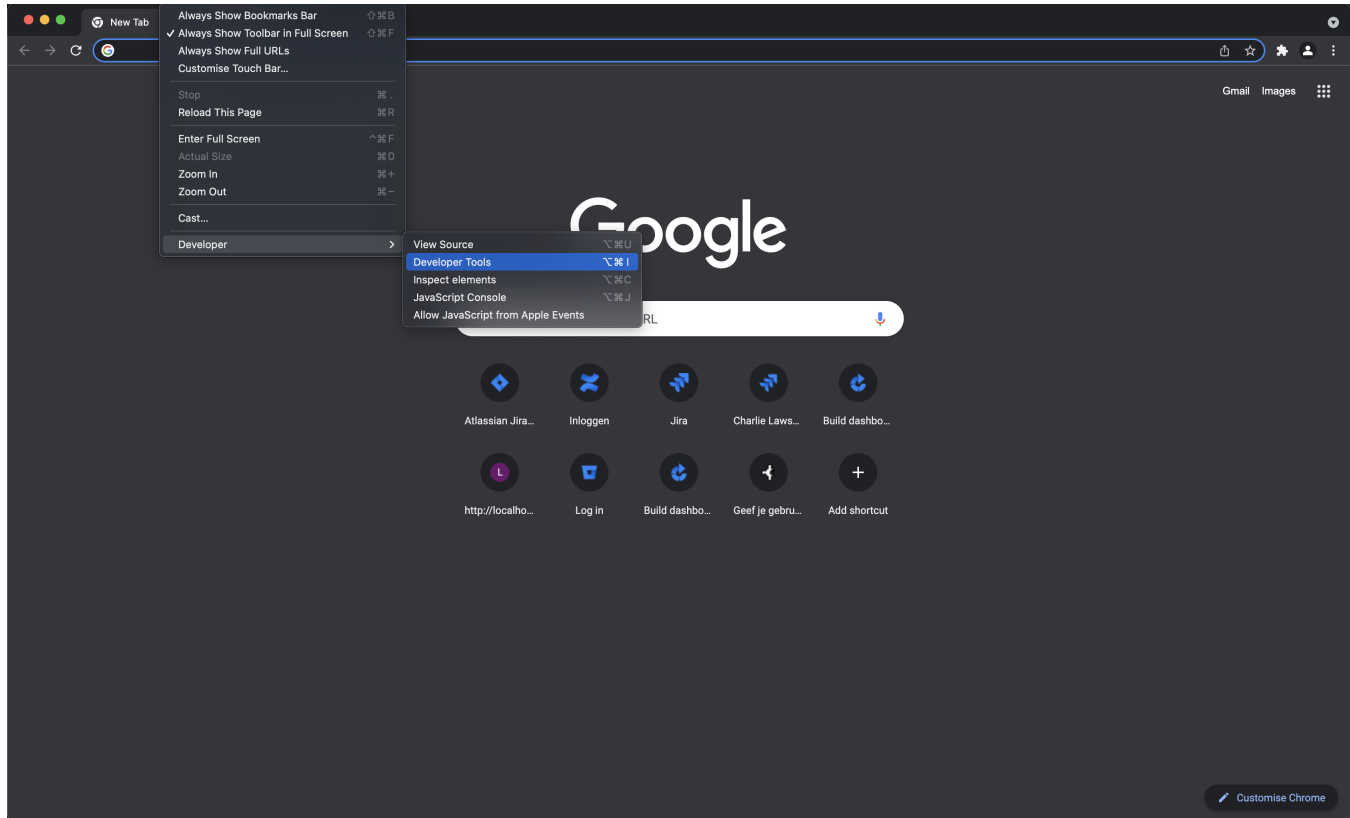 New Tab
Always Show Bookmarks Bar ⇧⌘B
✓ Always Show Toolbar in Full Screen ⇧⌘F
Always Show Full URLs
Customise Touch Bar...
Stop ⌘.
Reload This Page ⌘R
Enter Full Screen ^⌘F
Actual Size ⌘0
Zoom In ⌘+
Zoom Out ⌘−
Cast...
Developer
View Source ⌥⌘U
Developer Tools ⌥⌘I
Inspect elements ⌥⌘C
JavaScript Console ⌥⌘J
Allow JavaScript from Apple Events
Gmail Images
Google
RL
Atlassian Jira... Inloggen Jira Charlie Laws... Build dashbo...
L
http://localho... Log in Build dashbo... Geef je gebru... Add shortcut
Customise Chrome